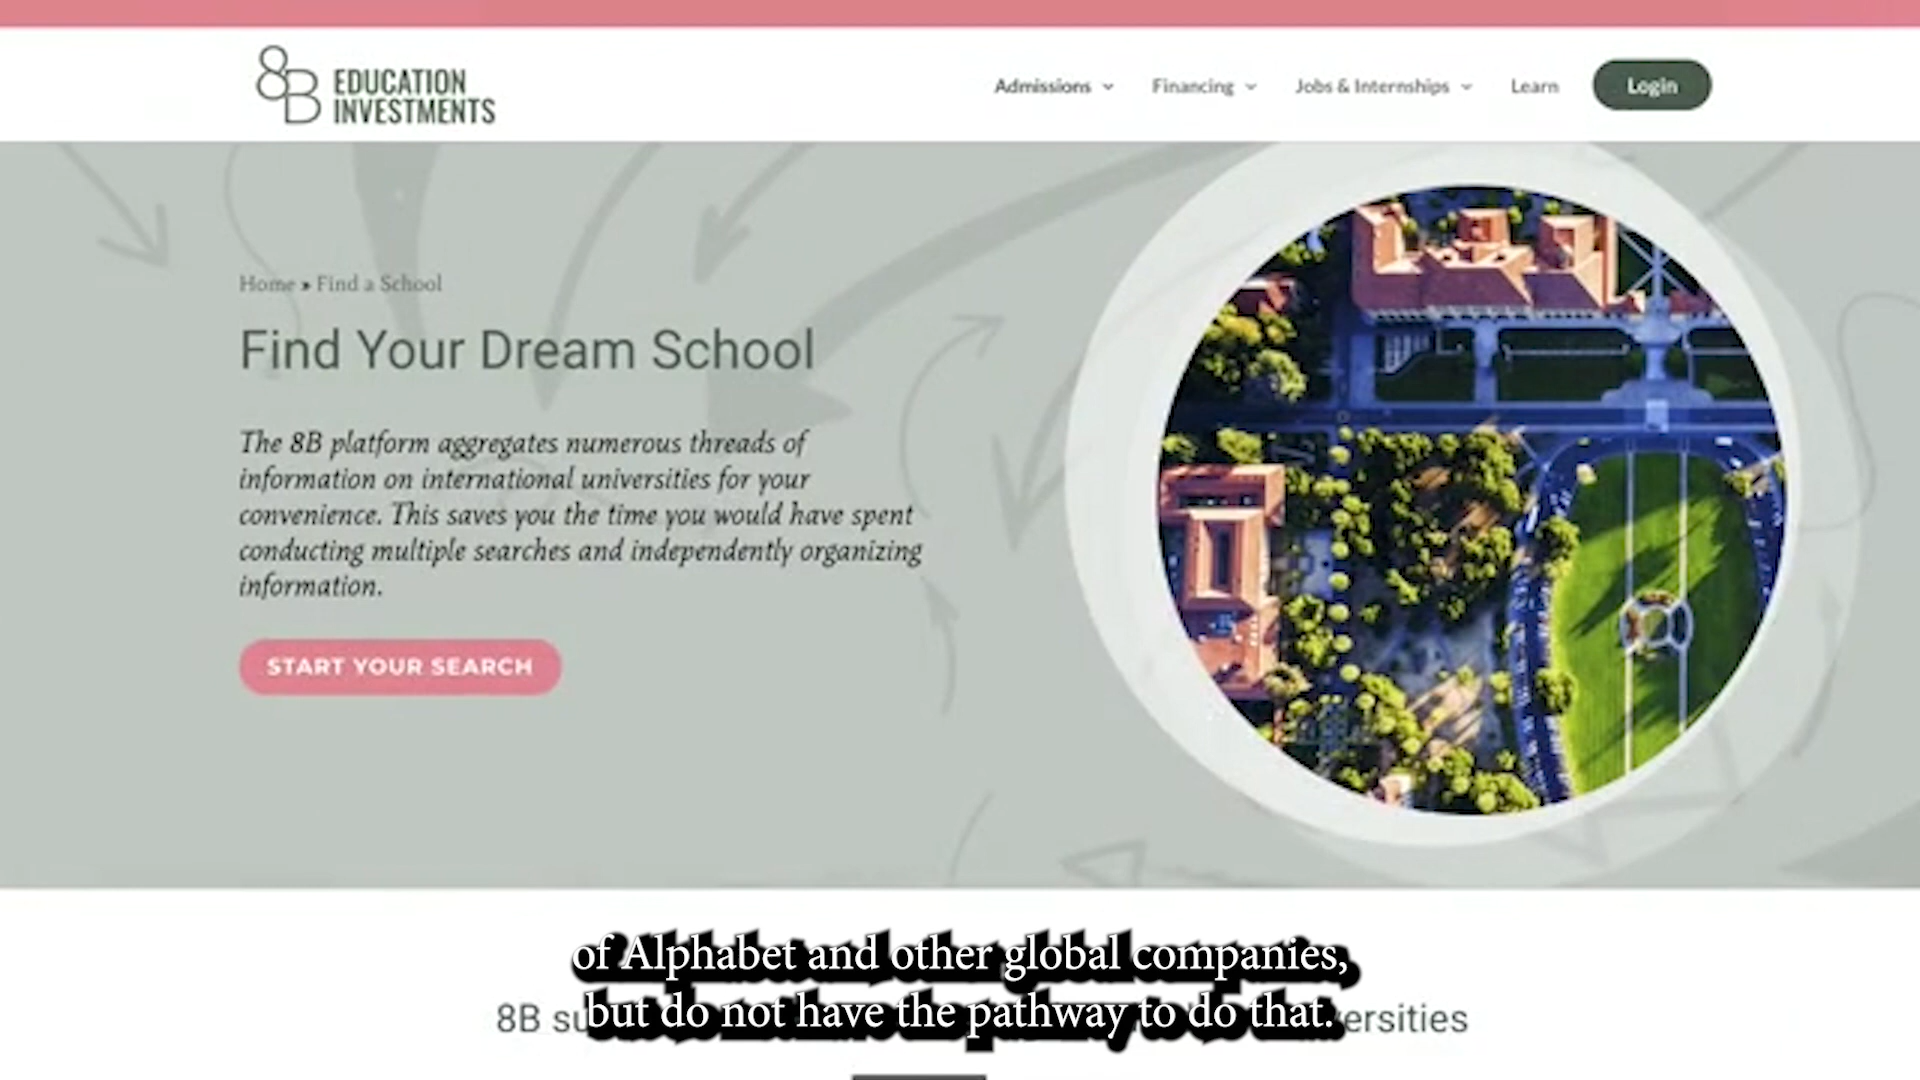 8B EDUCATION
INVESTMENTS
Admissions Financing Jobs & Internships Learn Login
Home » Find a School
Find Your Dream School
The 8B platform aggregates numerous threads of
information on international universities for your
convenience. This saves you the time you would have spent
conducting multiple searches and independently organizing
information.
START YOUR SEARCH
of Alphabet and other global companies,
but do not have the pathway to do that.
8B